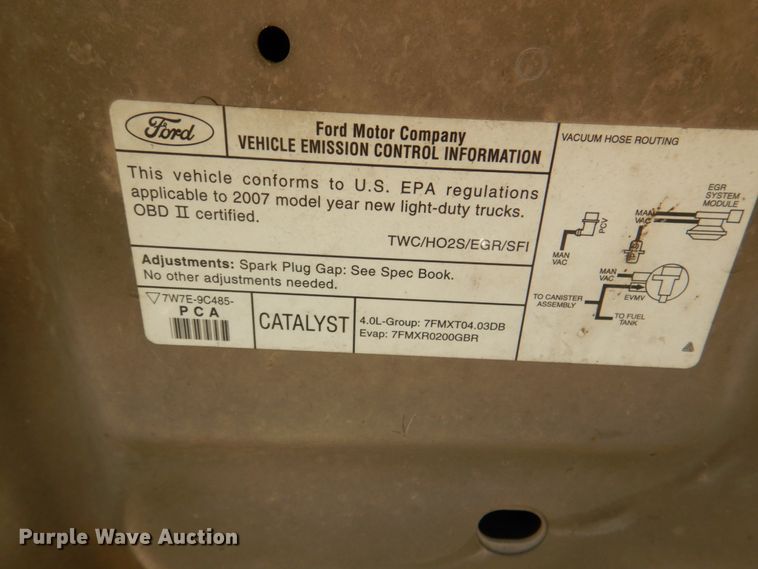 Ford
Ford Motor Company
VEHICLE EMISSION CONTROL INFORMATION
This vehicle conforms to U.S. EPA regulations
applicable to 2007 model year new light-duty trucks.
OBD II certified.
TWC/HO2S/EGR/SFI
Adjustments: Spark Plug Gap: See Spec Book.
No other adjustments needed.
7W7E-9C485-
PCA
CATALYST
4.0L-Group: 7FMXT04.03DB
Evap: 7FMXR0200GBR
VACUUM HOSE ROUTING
EGR
SYSTEM
MODULE
MAN
VAC
PCV
MAN
VAC
MAN
VAC
TO CANISTER
ASSEMBLY
EVMV
TO FUEL
TANK
Purple Wave Auction